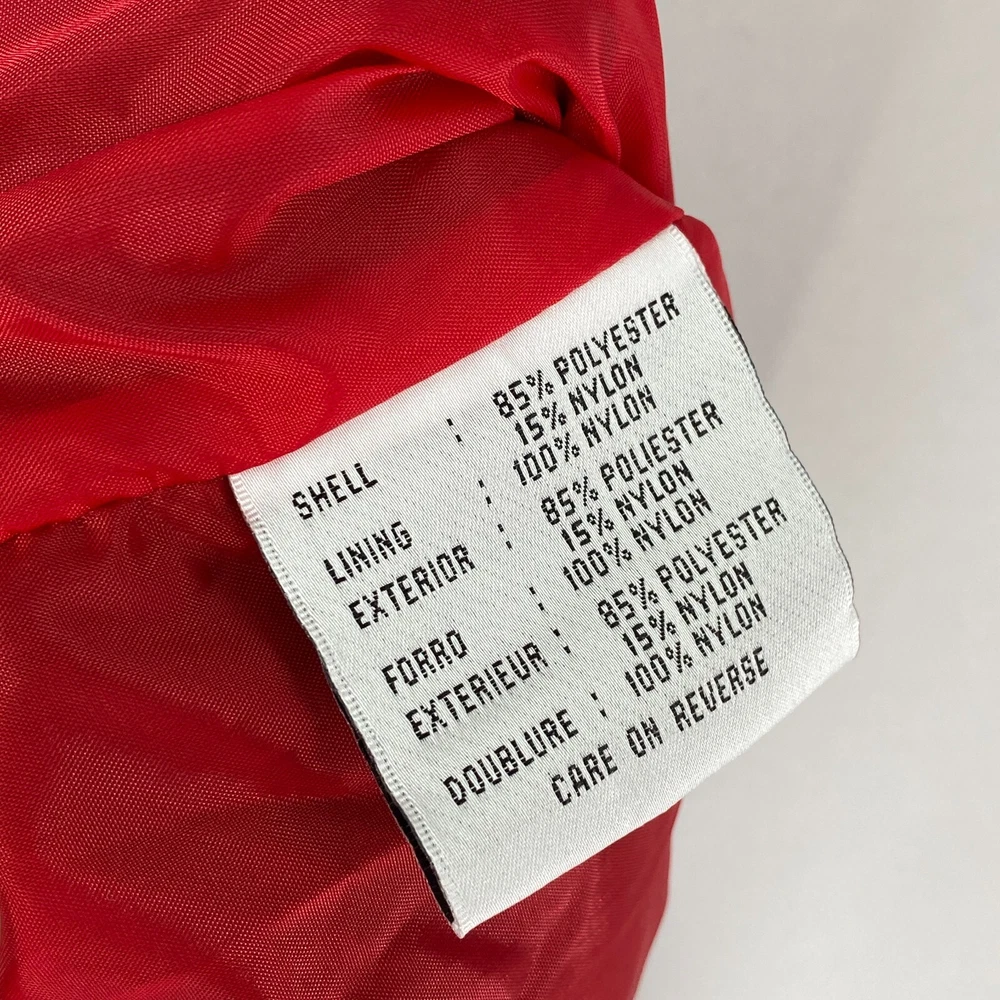 SHELL : 85% POLYESTER
15% NYLON
LINING : 100% NYLON
EXTERIOR : 85% POLIESTER
15% NYLON
FORRO : 100% NYLON
EXTERIEUR : 85% POLYESTER
15% NYLON
DOUBLURE : 100% NYLON
CARE ON REVERSE